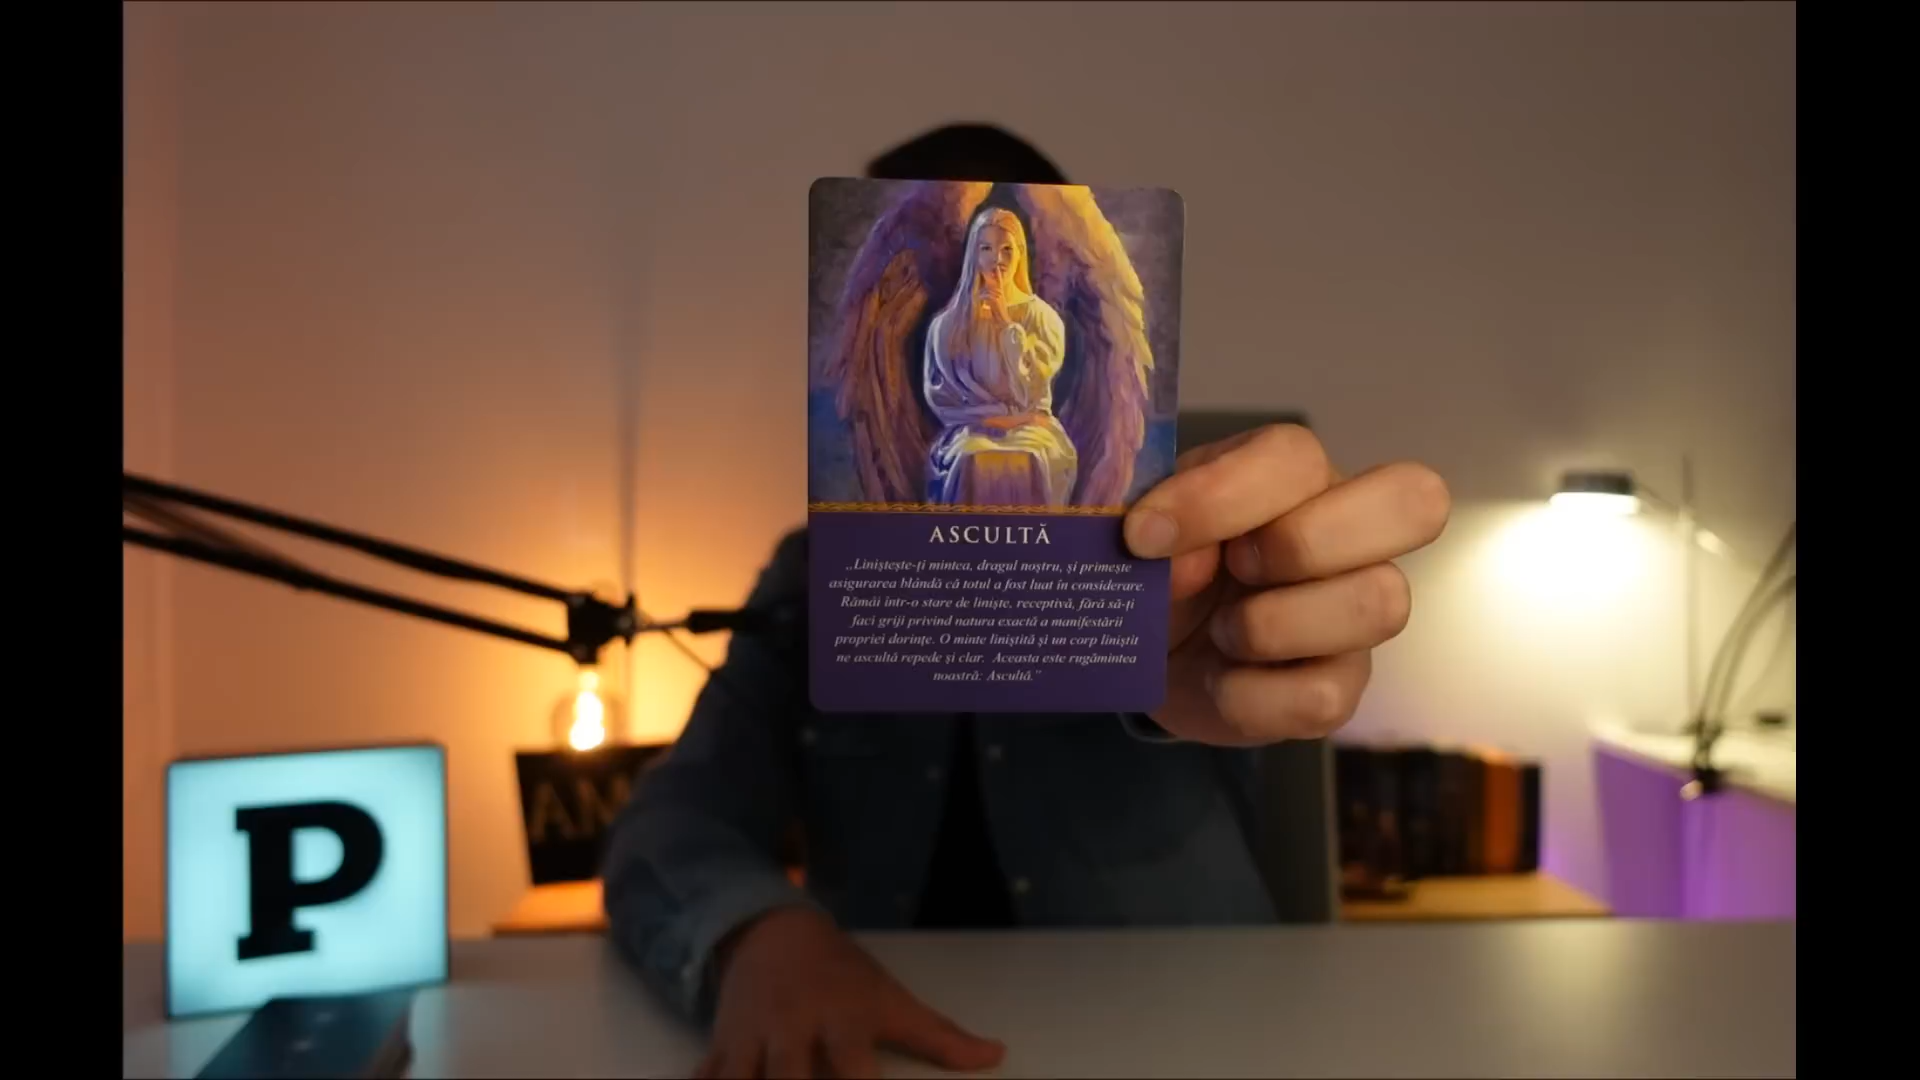 ASCULTĂ
„Liniștește-ți mintea, dragul noștru, și primește
asigurarea blândă că totul a fost luat în considerare.
Rămâi într-o stare de liniște, receptivă, fără să-ți
faci griji privind natura exactă a manifestării
propriei dorințe. O minte liniștită și un corp liniștit
ne ascultă repede și clar. Aceasta este rugămintea
noastră: Ascultă.”
AM
P